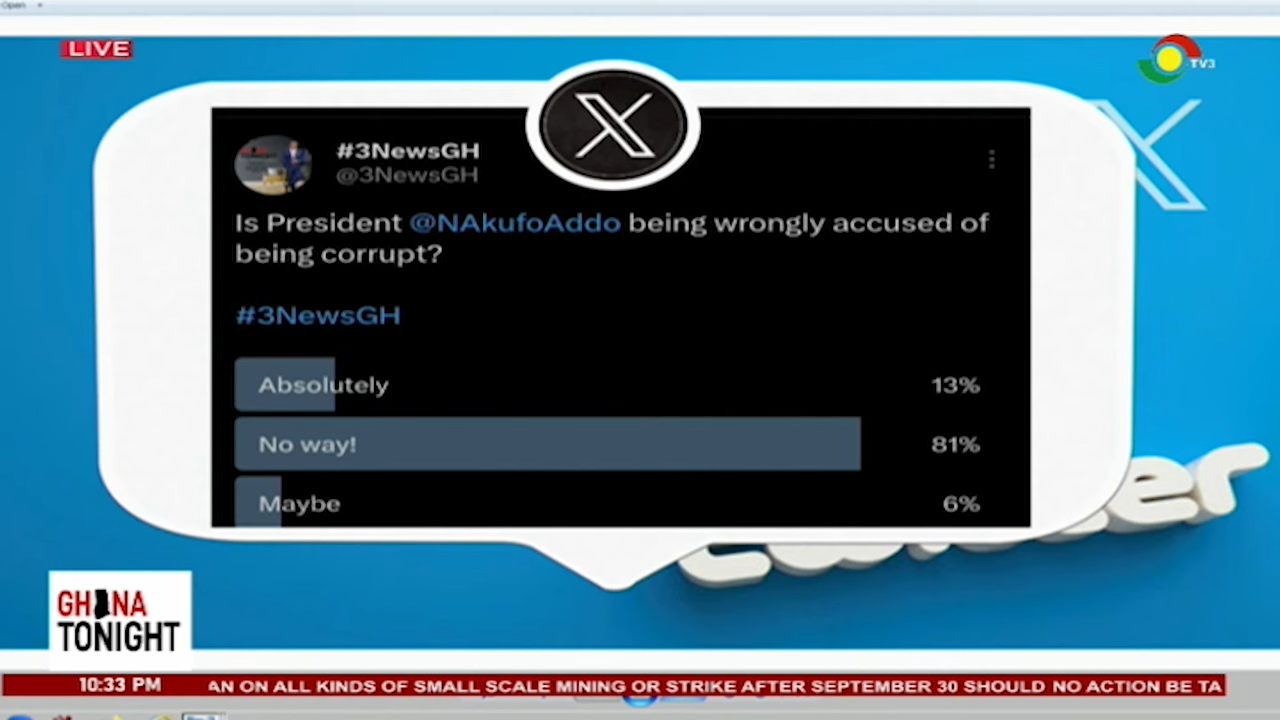 Open
LIVE
TV3
#3NewsGH
@3NewsGH
Is President @NAkufoAddo being wrongly accused of
being corrupt?
#3NewsGH
Absolutely 13%
No way! 81%
Maybe 6%
er
GHANA
TONIGHT
10:33 PM AN ON ALL KINDS OF SMALL SCALE MINING OR STRIKE AFTER SEPTEMBER 30 SHOULD NO ACTION BE TA